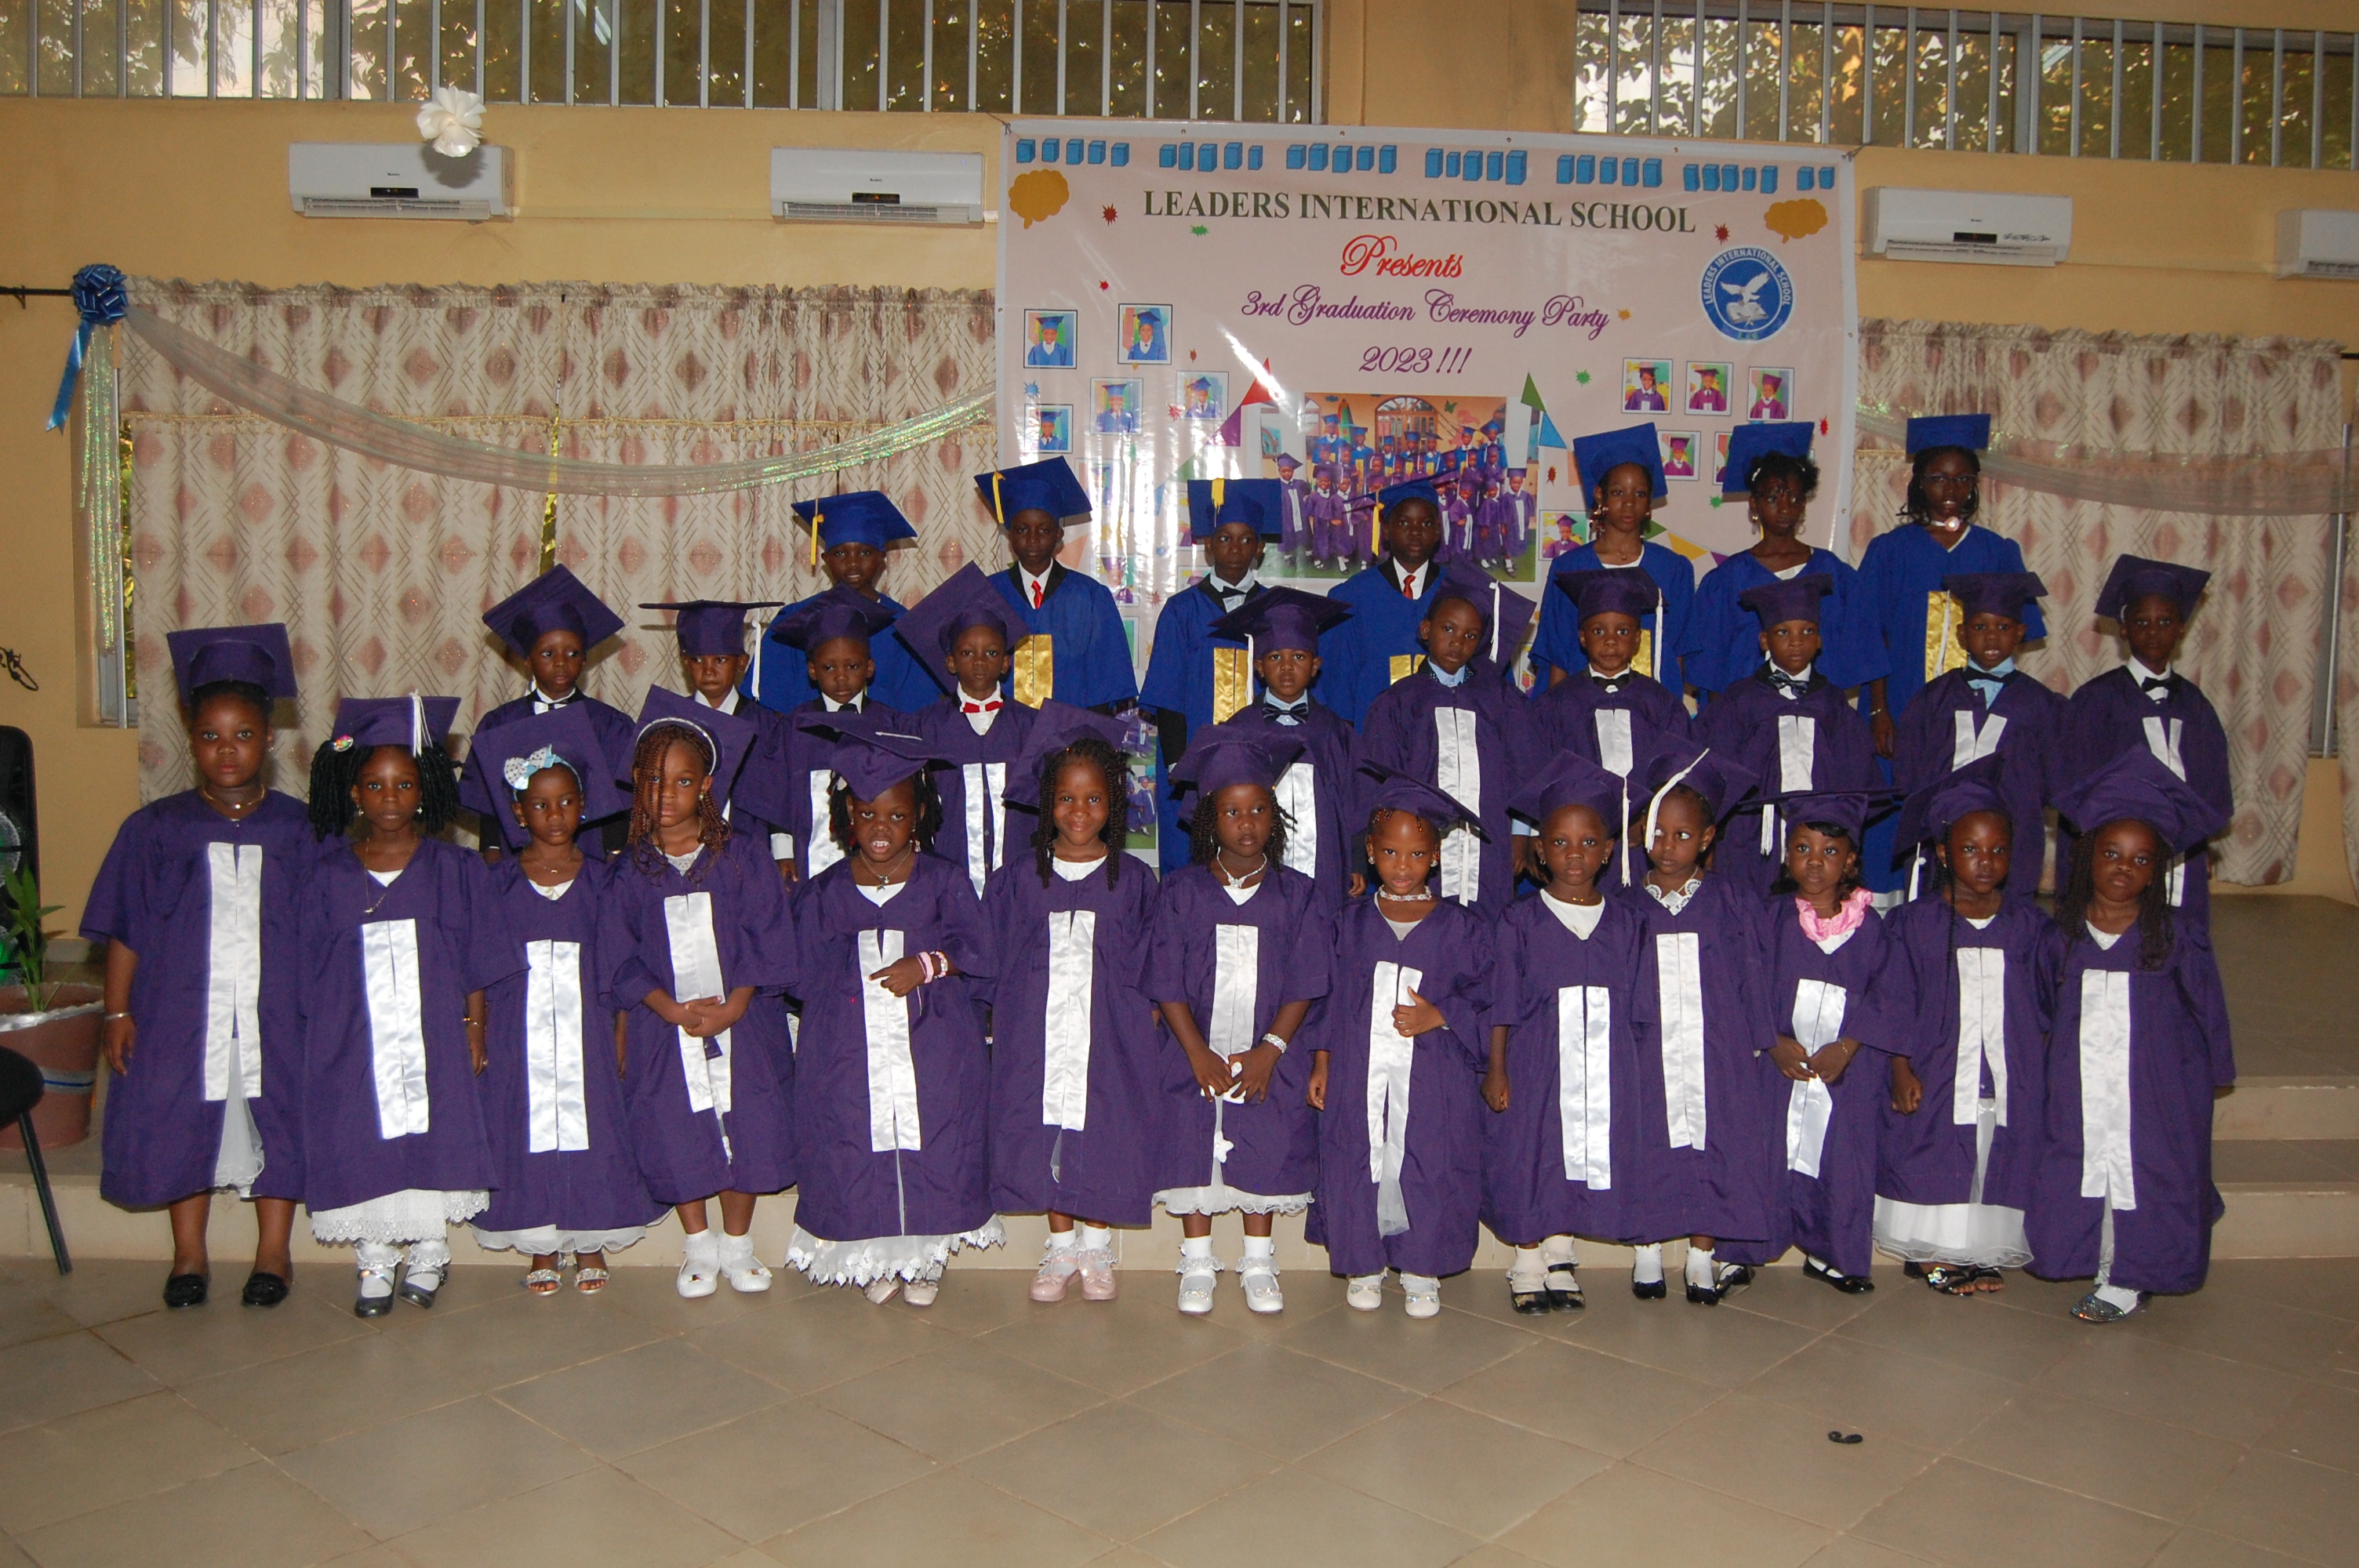 LEADERS INTERNATIONAL SCHOOL
Presents
3rd Graduation Ceremony Party
2023 !!!
LEADERS INTERNATIONAL SCHOOL